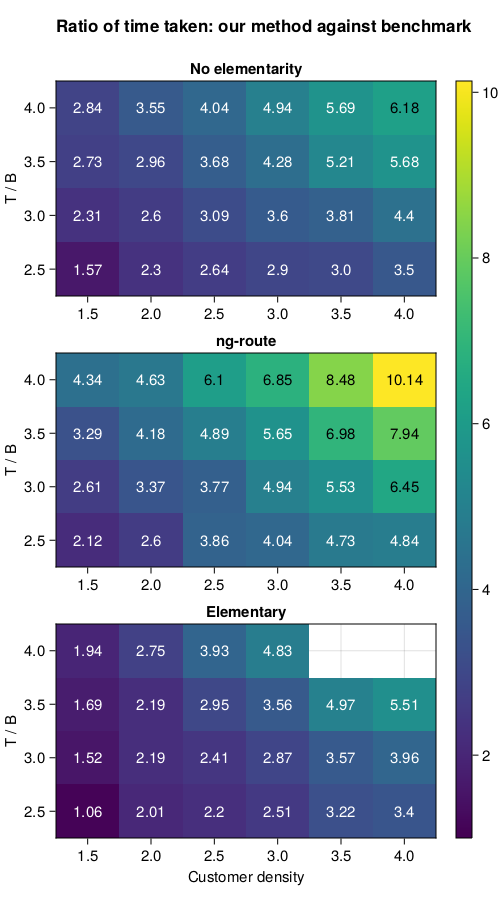 Ratio of time taken: our method against benchmark
No elementarity
4.0 2.84 3.55 4.04 4.94 5.69 6.18
3.5 2.73 2.96 3.68 4.28 5.21 5.68
3.0 2.31 2.6 3.09 3.6 3.81 4.4
2.5 1.57 2.3 2.64 2.9 3.0 3.5
T / B
1.5 2.0 2.5 3.0 3.5 4.0
ng-route
4.0 4.34 4.63 6.1 6.85 8.48 10.14
3.5 3.29 4.18 4.89 5.65 6.98 7.94
3.0 2.61 3.37 3.77 4.94 5.53 6.45
2.5 2.12 2.6 3.86 4.04 4.73 4.84
T / B
1.5 2.0 2.5 3.0 3.5 4.0
Elementary
4.0 1.94 2.75 3.93 4.83
3.5 1.69 2.19 2.95 3.56 4.97 5.51
3.0 1.52 2.19 2.41 2.87 3.57 3.96
2.5 1.06 2.01 2.2 2.51 3.22 3.4
T / B
1.5 2.0 2.5 3.0 3.5 4.0
Customer density
10
8
6
4
2